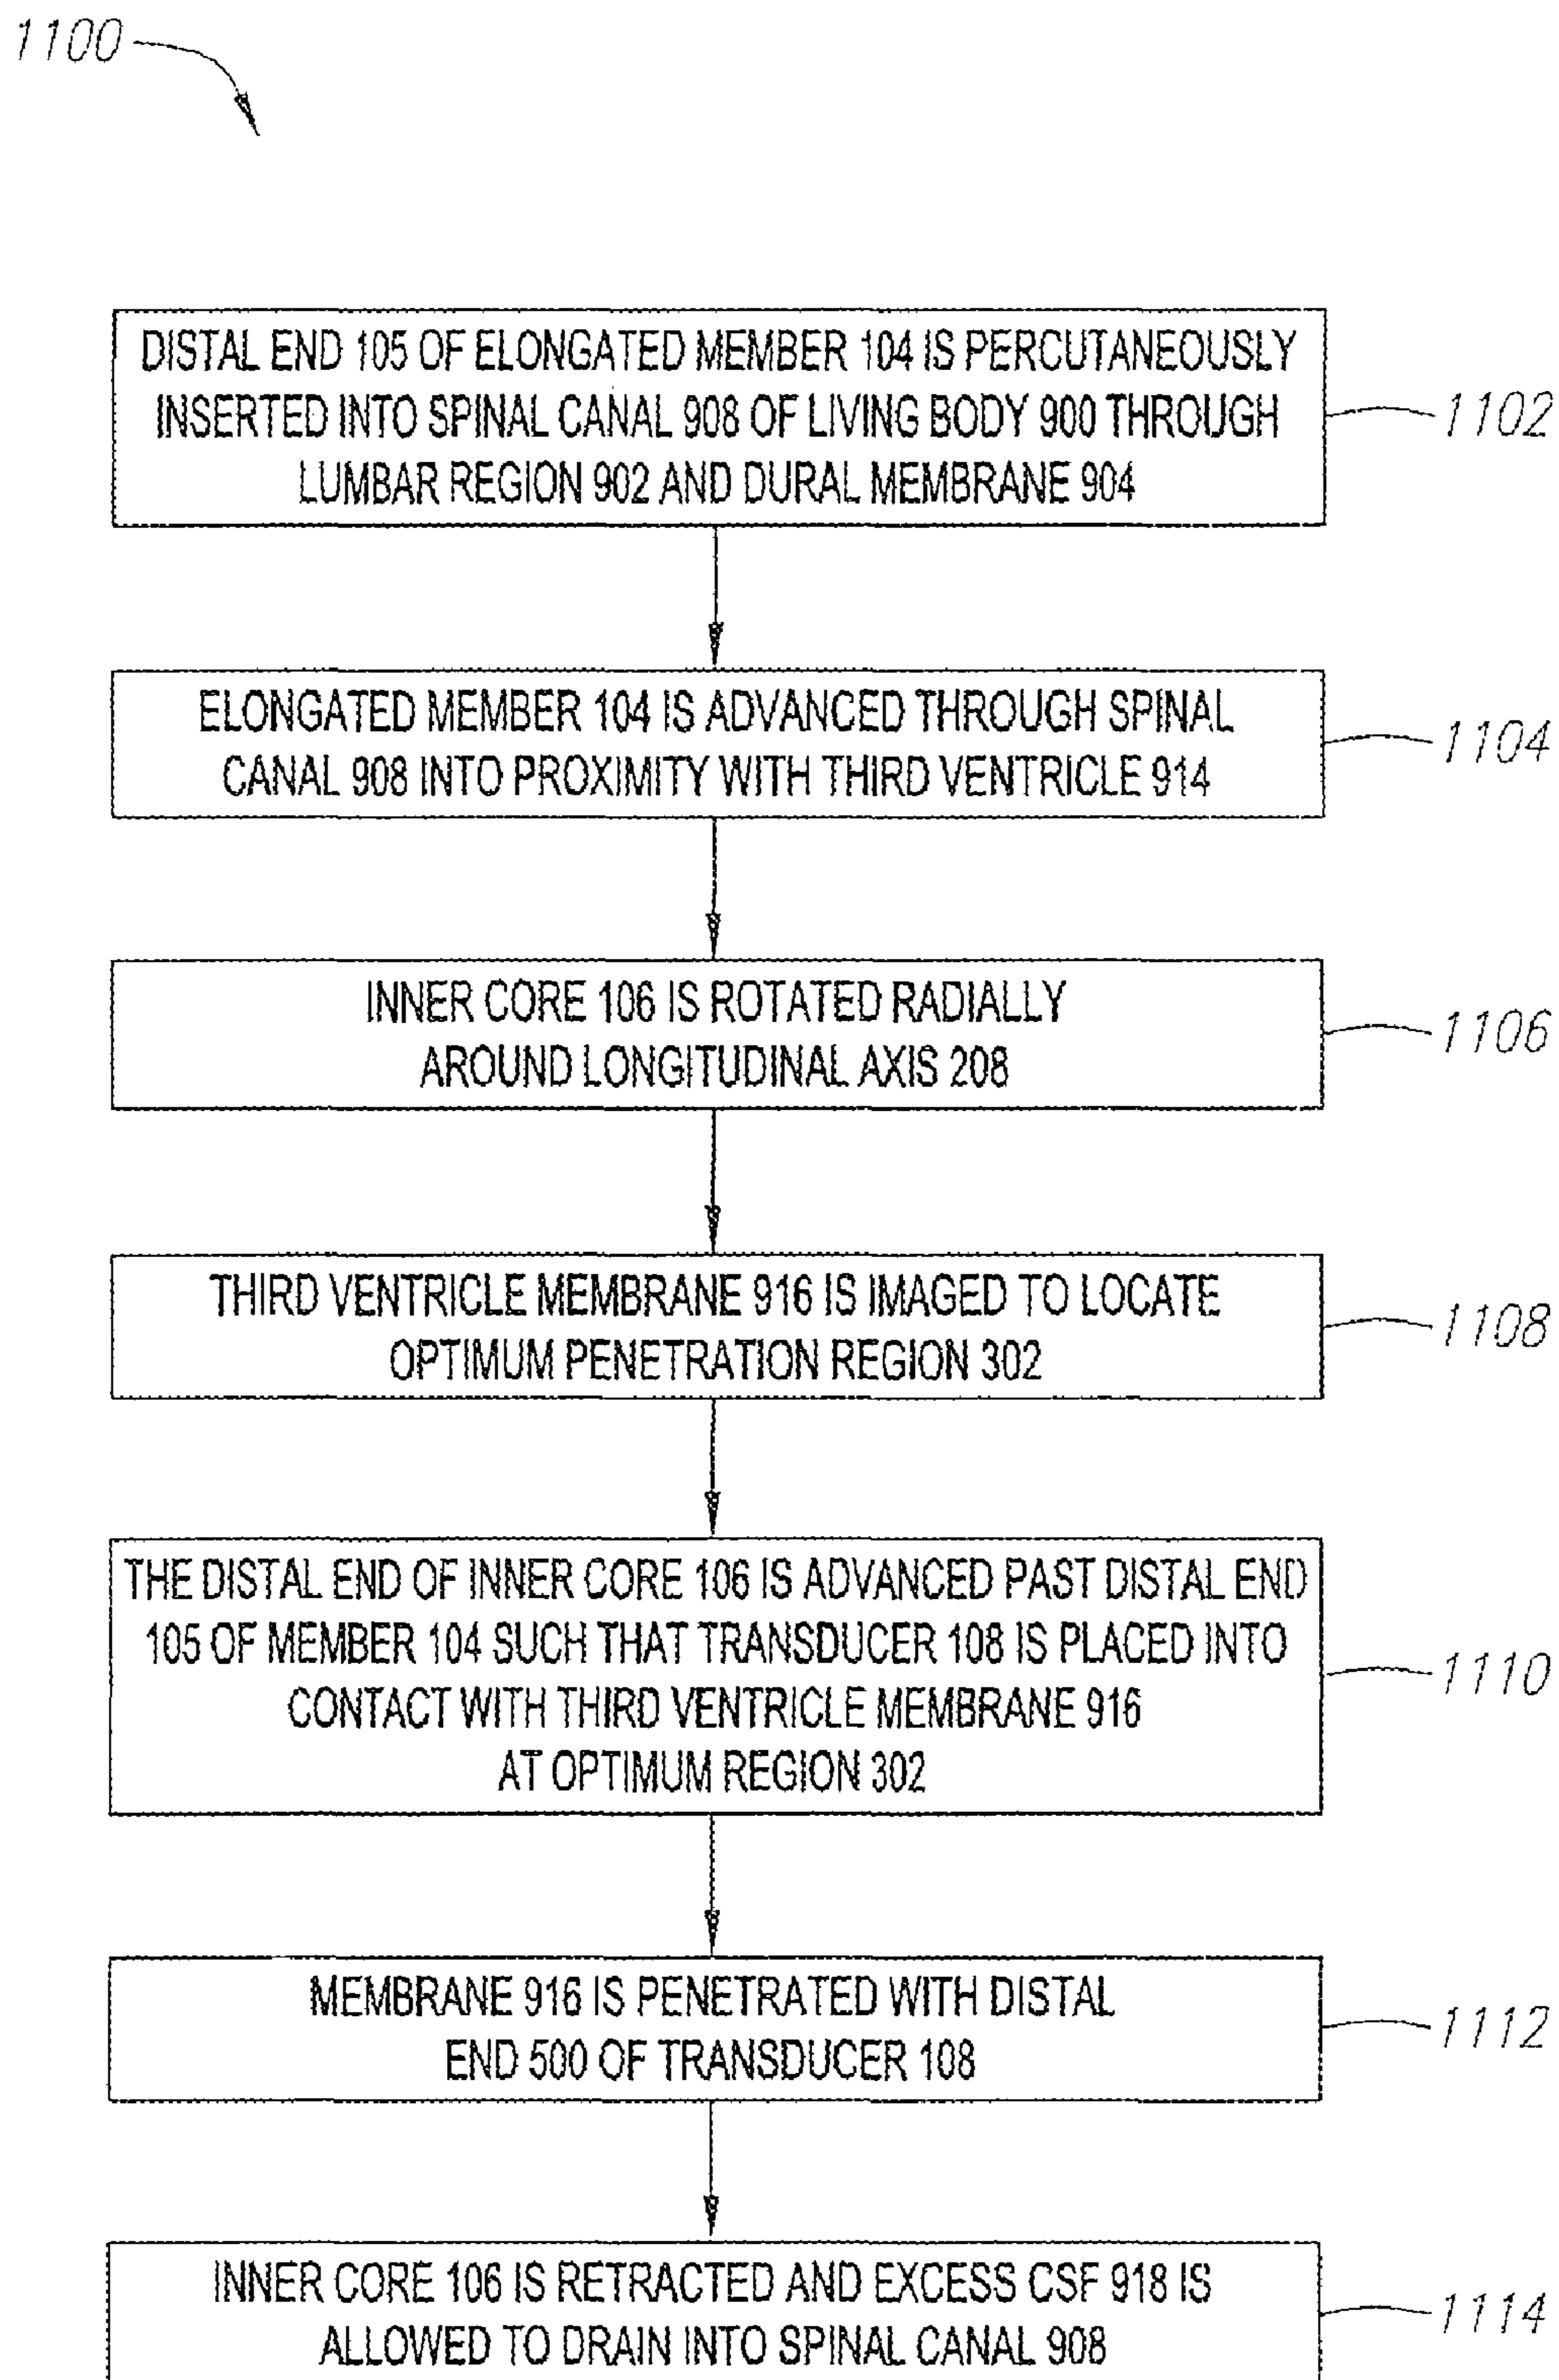 1100
DISTAL END 105 OF ELONGATED MEMBER 104 IS PERCUTANEOUSLY
INSERTED INTO SPINAL CANAL 908 OF LIVING BODY 900 THROUGH
LUMBAR REGION 902 AND DURAL MEMBRANE 904
1102
ELONGATED MEMBER 104 IS ADVANCED THROUGH SPINAL
CANAL 908 INTO PROXIMITY WITH THIRD VENTRICLE 914
1104
INNER CORE 106 IS ROTATED RADIALLY
AROUND LONGITUDINAL AXIS 208
1106
THIRD VENTRICLE MEMBRANE 916 IS IMAGED TO LOCATE
OPTIMUM PENETRATION REGION 302
1108
THE DISTAL END OF INNER CORE 106 IS ADVANCED PAST DISTAL END
105 OF MEMBER 104 SUCH THAT TRANSDUCER 108 IS PLACED INTO
CONTACT WITH THIRD VENTRICLE MEMBRANE 916
AT OPTIMUM REGION 302
1110
MEMBRANE 916 IS PENETRATED WITH DISTAL
END 500 OF TRANSDUCER 108
1112
INNER CORE 106 IS RETRACTED AND EXCESS CSF 918 IS
ALLOWED TO DRAIN INTO SPINAL CANAL 908
1114